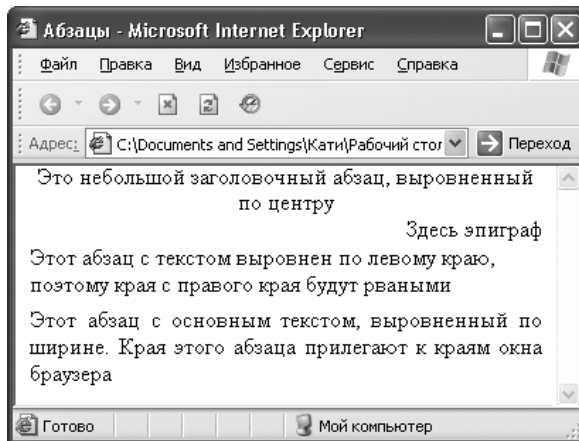 Абзацы - Microsoft Internet Explorer
Файл Правка Вид Избранное Сервис Справка
Адрес: C:\Documents and Settings\Кати\Рабочий стол Переход
Это небольшой заголовочный абзац, выровненный
по центру
Здесь эпиграф
Этот абзац с текстом выровнен по левому краю,
поэтому края с правого края будут рваными
Этот абзац с основным текстом, выровненный по
ширине. Края этого абзаца прилегают к краям окна
браузера
Готово Мой компьютер